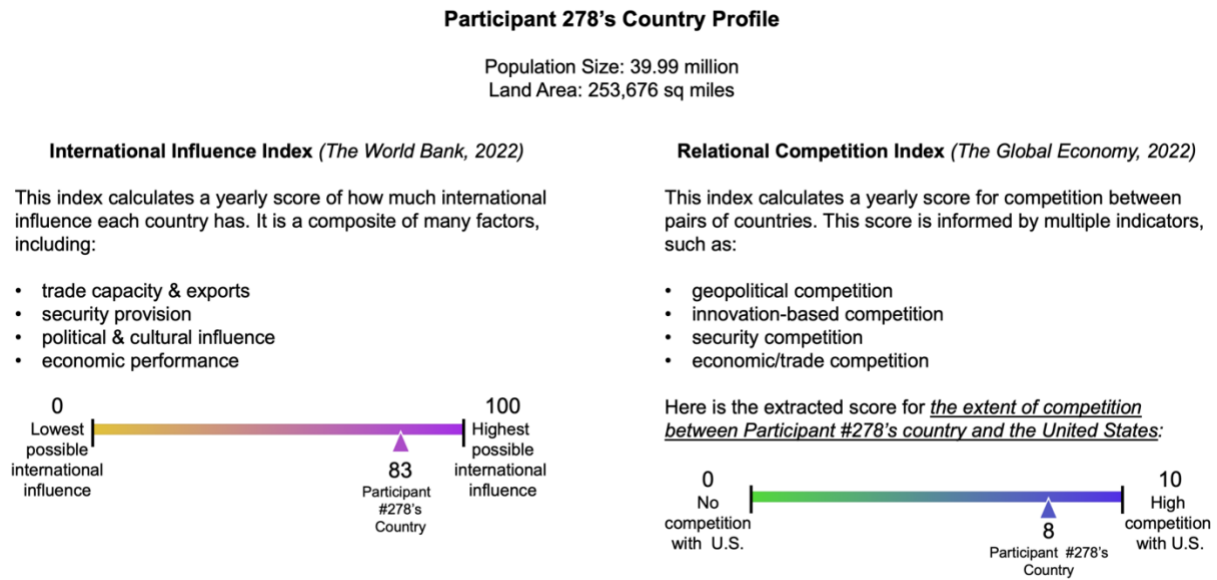 Participant 278’s Country Profile
Population Size: 39.99 million
Land Area: 253,676 sq miles
International Influence Index (The World Bank, 2022)
This index calculates a yearly score of how much international
influence each country has. It is a composite of many factors,
including:
• trade capacity & exports
• security provision
• political & cultural influence
• economic performance
0
Lowest
possible
international
influence
100
Highest
possible
international
influence
83
Participant
#278’s
Country
Relational Competition Index (The Global Economy, 2022)
This index calculates a yearly score for competition between
pairs of countries. This score is informed by multiple indicators,
such as:
• geopolitical competition
• innovation-based competition
• security competition
• economic/trade competition
Here is the extracted score for the extent of competition
between Participant #278’s country and the United States:
0
No
competition
with U.S.
10
High
competition
with U.S.
8
Participant #278’s
Country